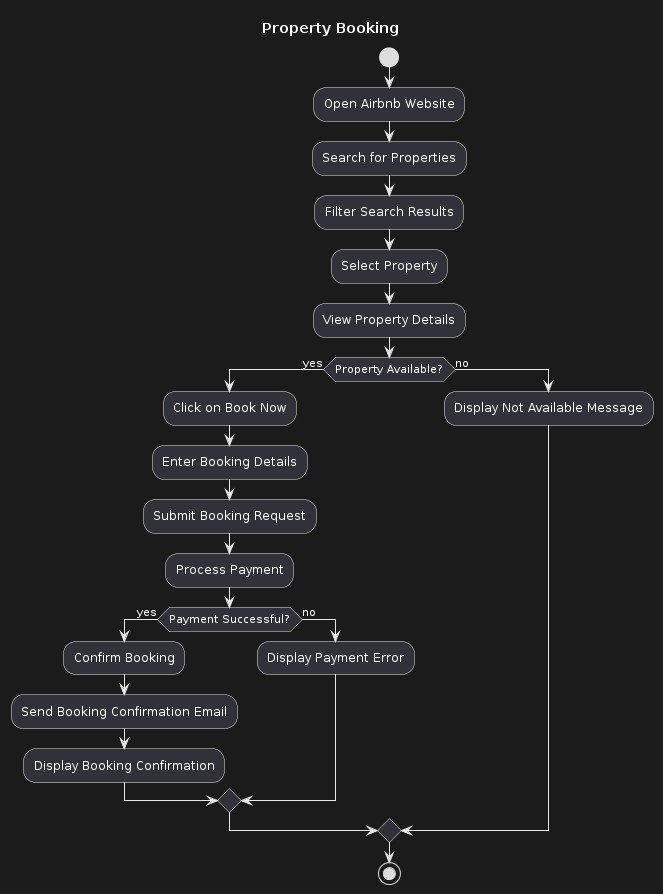 Property Booking
Open Airbnb Website
Search for Properties
Filter Search Results
Select Property
View Property Details
yes
Property Available?
no
Click on Book Now
Display Not Available Message
Enter Booking Details
Submit Booking Request
Process Payment
yes
Payment Successful?
no
Confirm Booking
Display Payment Error
Send Booking Confirmation Email
Display Booking Confirmation